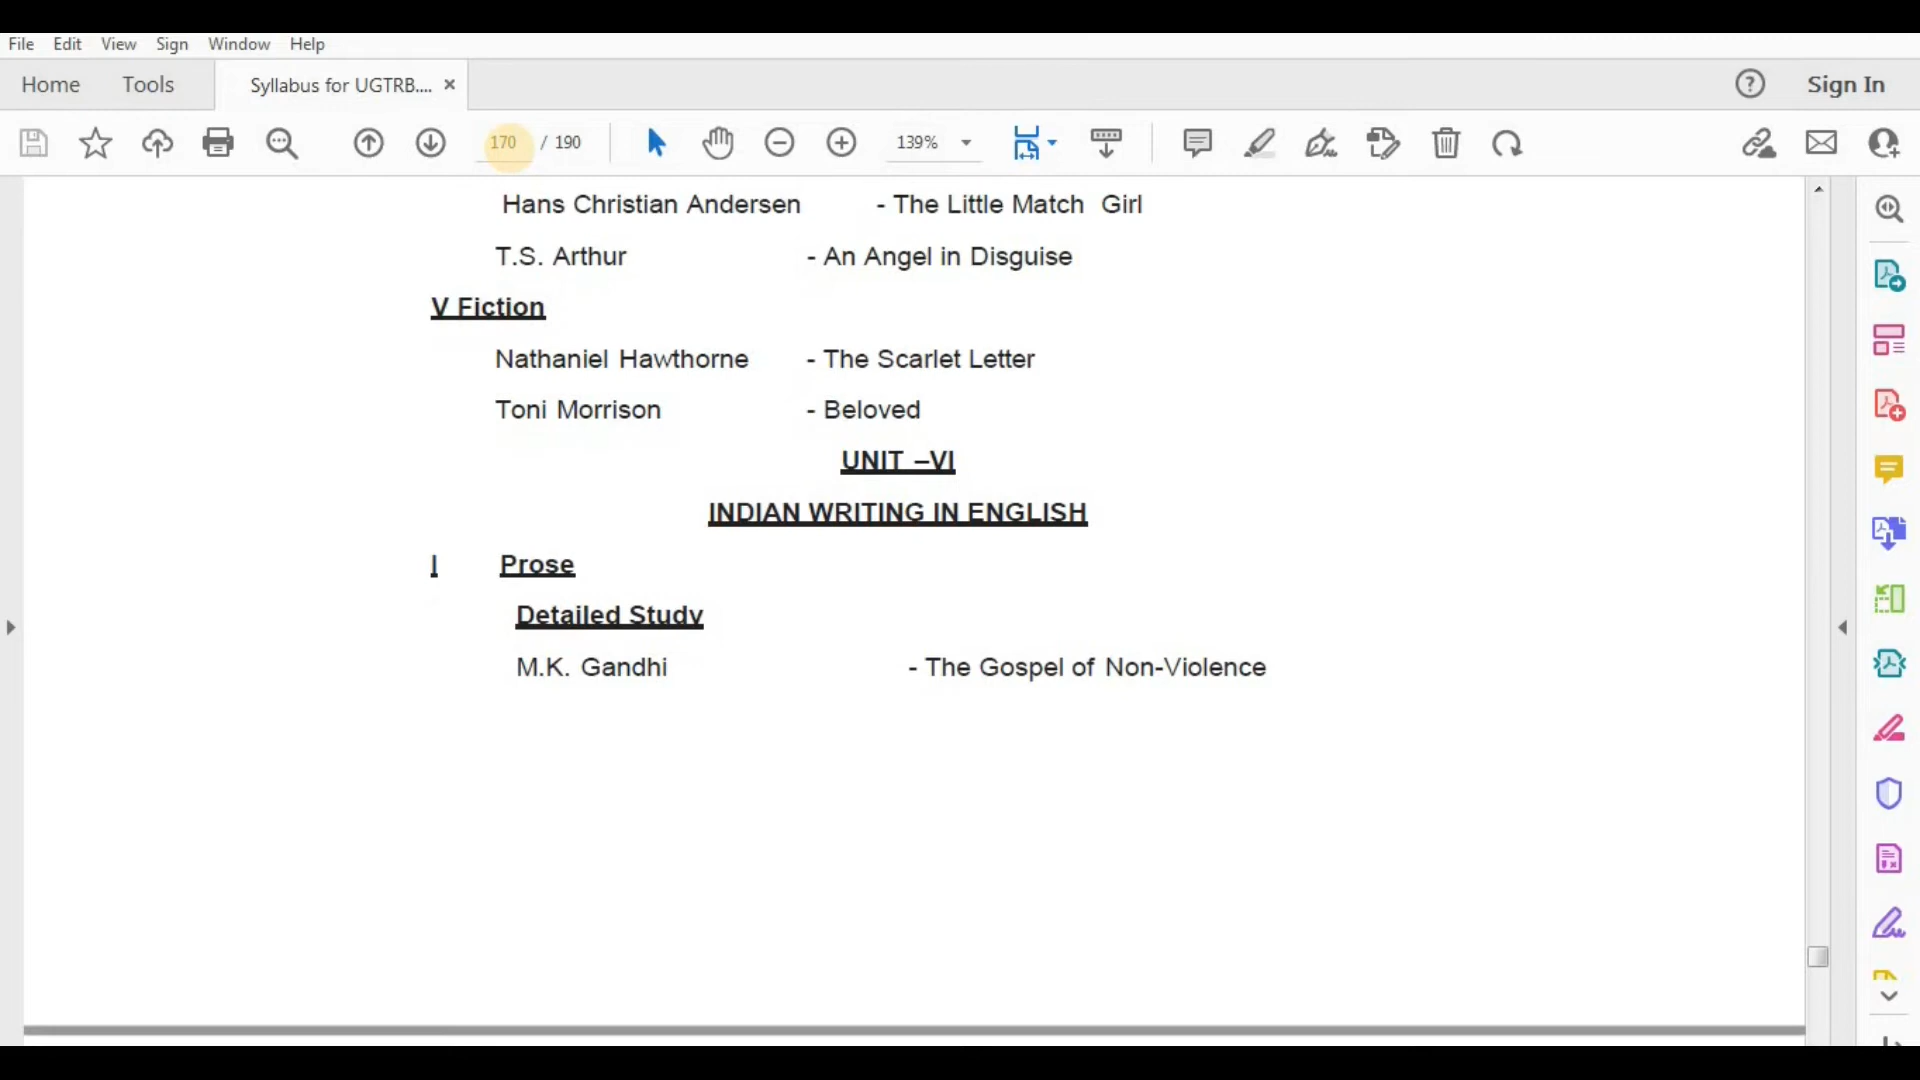 File Edit View Sign Window Help
Home Tools Syllabus for UGTRB.... × ? Sign In
170 / 190 139%
Hans Christian Andersen - The Little Match Girl
T.S. Arthur - An Angel in Disguise
V Fiction
Nathaniel Hawthorne - The Scarlet Letter
Toni Morrison - Beloved
UNIT –VI
INDIAN WRITING IN ENGLISH
I Prose
Detailed Study
M.K. Gandhi - The Gospel of Non-Violence